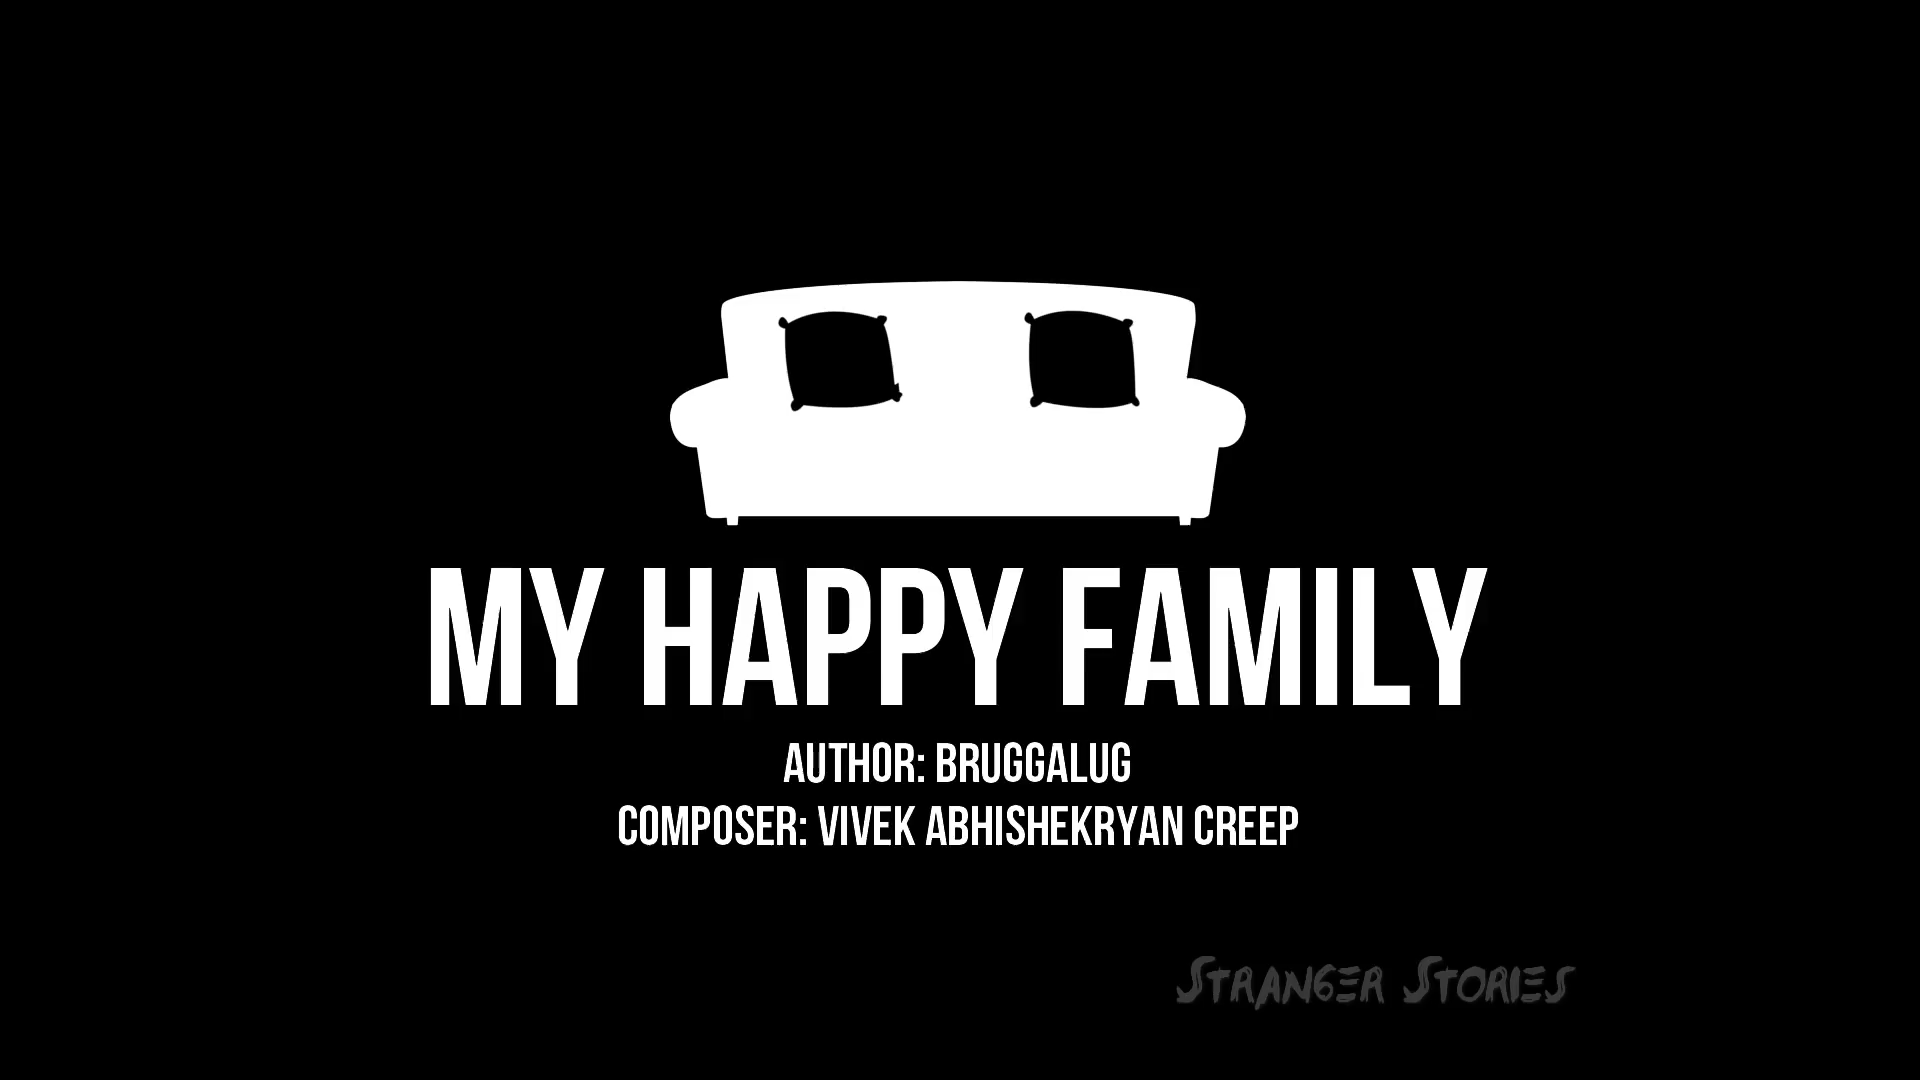 MY HAPPY FAMILY
AUTHOR: BRUGGALUG
COMPOSER: VIVEK ABHISHEKRYAN CREEP
STRANGER STORIES